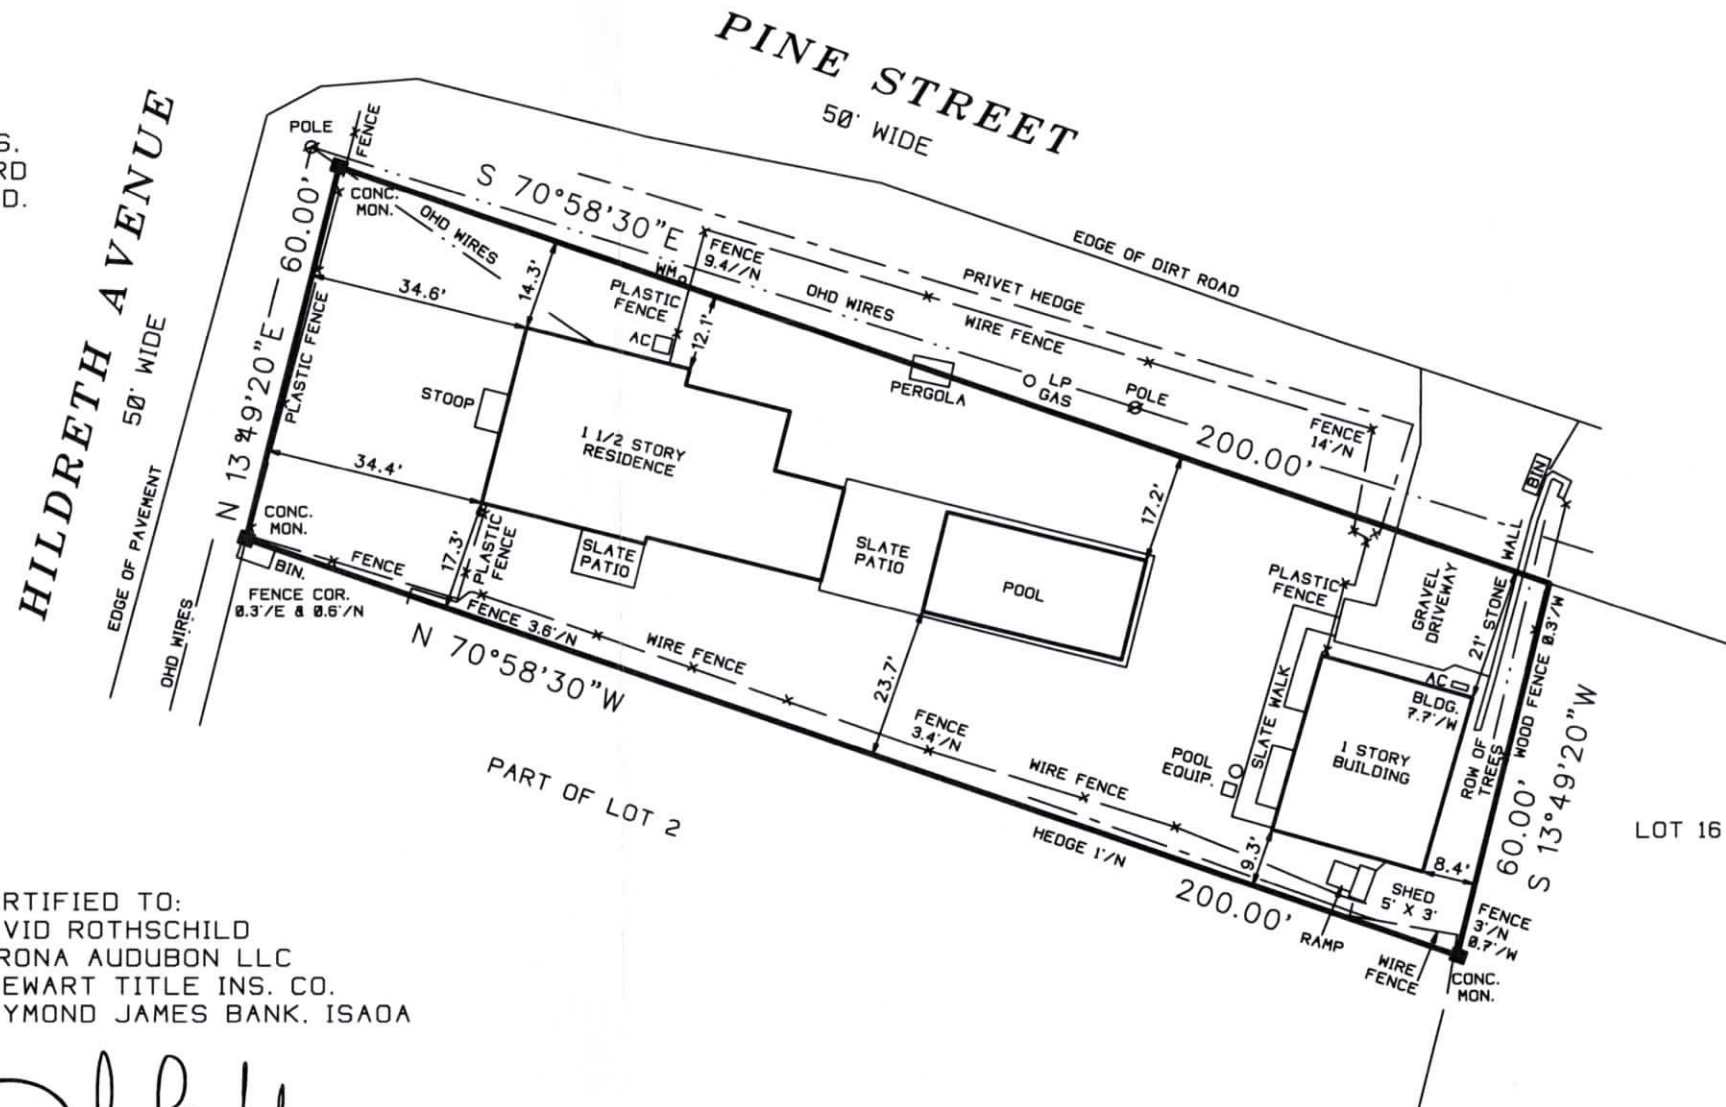 PINE STREET
50' WIDE
HILDRETH AVENUE
50' WIDE
S.
RD
D.
POLE
FENCE
CONC.
MON.
60.00'
N 13°49'20"E
OHD WIRES
S 70°58'30"E
WM
FENCE
9.4'/N
PLASTIC
FENCE
AC
14.3'
12.1'
34.6'
PLASTIC FENCE
STOOP
1 1/2 STORY
RESIDENCE
34.4'
EDGE OF DIRT ROAD
PRIVET HEDGE
OHD WIRES
WIRE FENCE
PERGOLA
LP
GAS
POLE
FENCE
14'/N
200.00'
BIN
17.2'
EDGE OF PAVEMENT
OHD WIRES
CONC.
MON.
BIN.
FENCE
FENCE COR.
0.3'/E & 0.6'/N
17.3'
PLASTIC
FENCE
SLATE
PATIO
SLATE
PATIO
POOL
FENCE 3.6'/N
WIRE FENCE
N 70°58'30"W
23.7'
FENCE
3.4'/N
WIRE FENCE
PLASTIC
FENCE
GRAVEL
DRIVEWAY
21' STONE WALL
WOOD FENCE 0.3'/W
AC
BLDG.
7.7'/W
SLATE WALK
POOL
EQUIP.
1 STORY
BUILDING
ROW OF
TREES
60.00'
S 13°49'20"W
LOT 16
PART OF LOT 2
HEDGE 1'/N
200.00'
9.3'
8.4'
SHED
5' X 3'
RAMP
FENCE
3'/N
0.7'/W
WIRE
FENCE
CONC.
MON.
RTIFIED TO:
VID ROTHSCHILD
RONA AUDUBON LLC
EWART TITLE INS. CO.
YMOND JAMES BANK. ISAOA